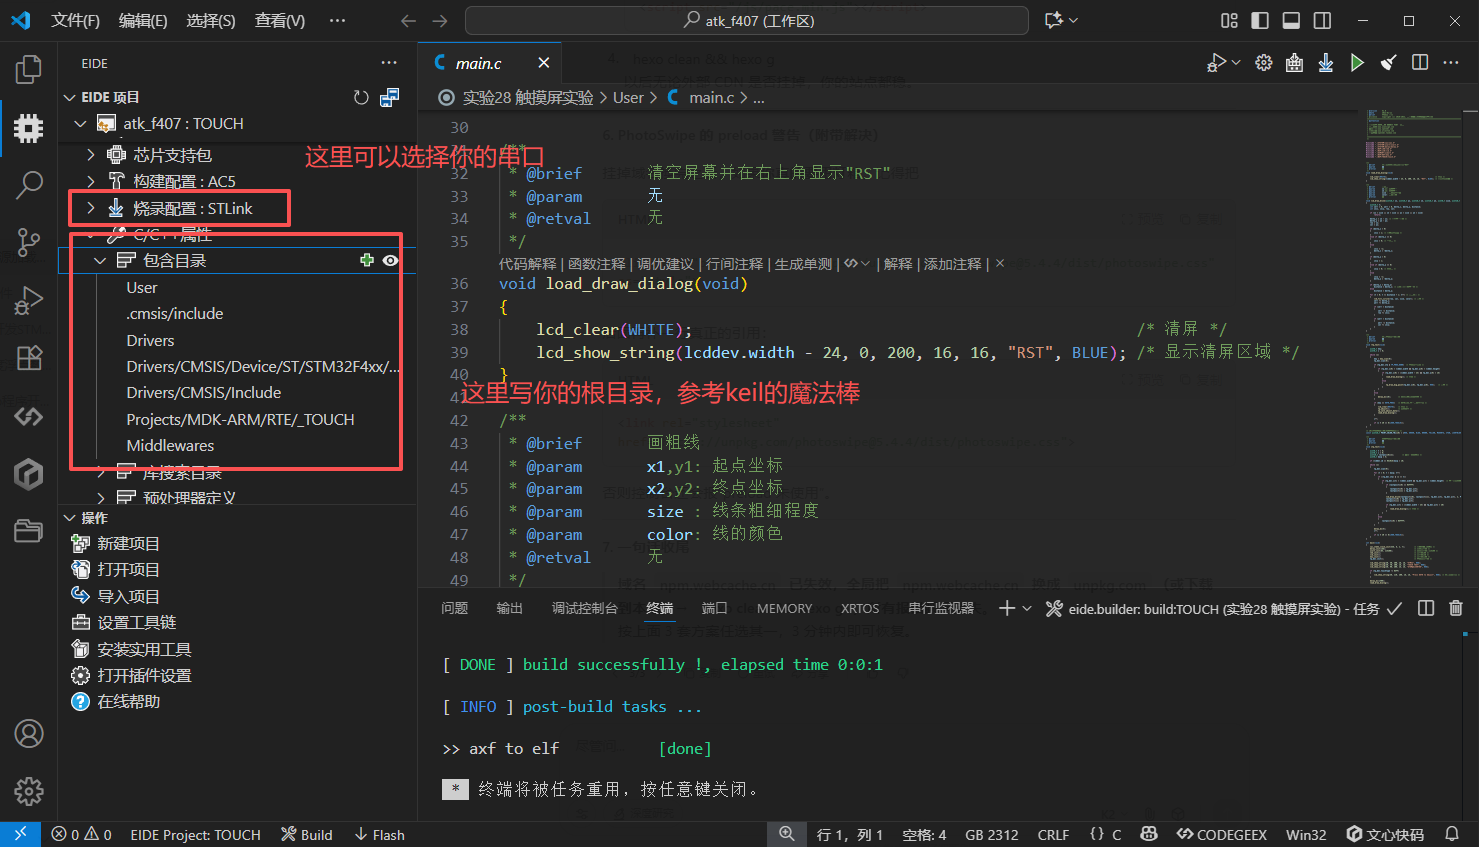 文件(F) 编辑(E) 选择(S) 查看(V) ··· atk_f407 (工作区)
EIDE ···
main.c
EIDE 项目
实验28 触摸屏实验 > User > C main.c > ...
atk_f407 : TOUCH
芯片支持包
构建配置 : AC5
烧录配置 : STLink
C/C++ 属性
包含目录
User
.cmsis/include
Drivers
Drivers/CMSIS/Device/ST/STM32F4xx/...
Drivers/CMSIS/Include
Projects/MDK-ARM/RTE/_TOUCH
Middlewares
库搜索目录
预处理器定义
操作
新建项目
打开项目
导入项目
设置工具链
安装实用工具
打开插件设置
在线帮助
这里可以选择你的串口
这里写你的根目录，参考keil的魔法棒
30
/**
32 * @brief 清空屏幕并在右上角显示"RST"
33 * @param 无
34 * @retval 无
35 */
代码解释 | 函数注释 | 调优建议 | 行间注释 | 生成单测 | | 解释 | 添加注释 | ×
36 void load_draw_dialog(void)
37 {
38 lcd_clear(WHITE); /* 清屏 */
39 lcd_show_string(lcddev.width - 24, 0, 200, 16, 16, "RST", BLUE); /* 显示清屏区域 */
40 }
41
42 /**
43 * @brief 画粗线
44 * @param x1,y1: 起点坐标
45 * @param x2,y2: 终点坐标
46 * @param size : 线条粗细程度
47 * @param color: 线的颜色
48 * @retval 无
49 */
问题 输出 调试控制台 终端 端口 MEMORY XRTOS 串行监视器 eide.builder: build:TOUCH (实验28 触摸屏实验) - 任务
[ DONE ] build successfully !, elapsed time 0:0:1
[ INFO ] post-build tasks ...
>> axf to elf [done]
* 终端将被任务重用，按任意键关闭。
0 0 EIDE Project: TOUCH Build Flash 行 1，列 1 空格: 4 GB 2312 CRLF {} C CODEGEEX Win32 文心快码